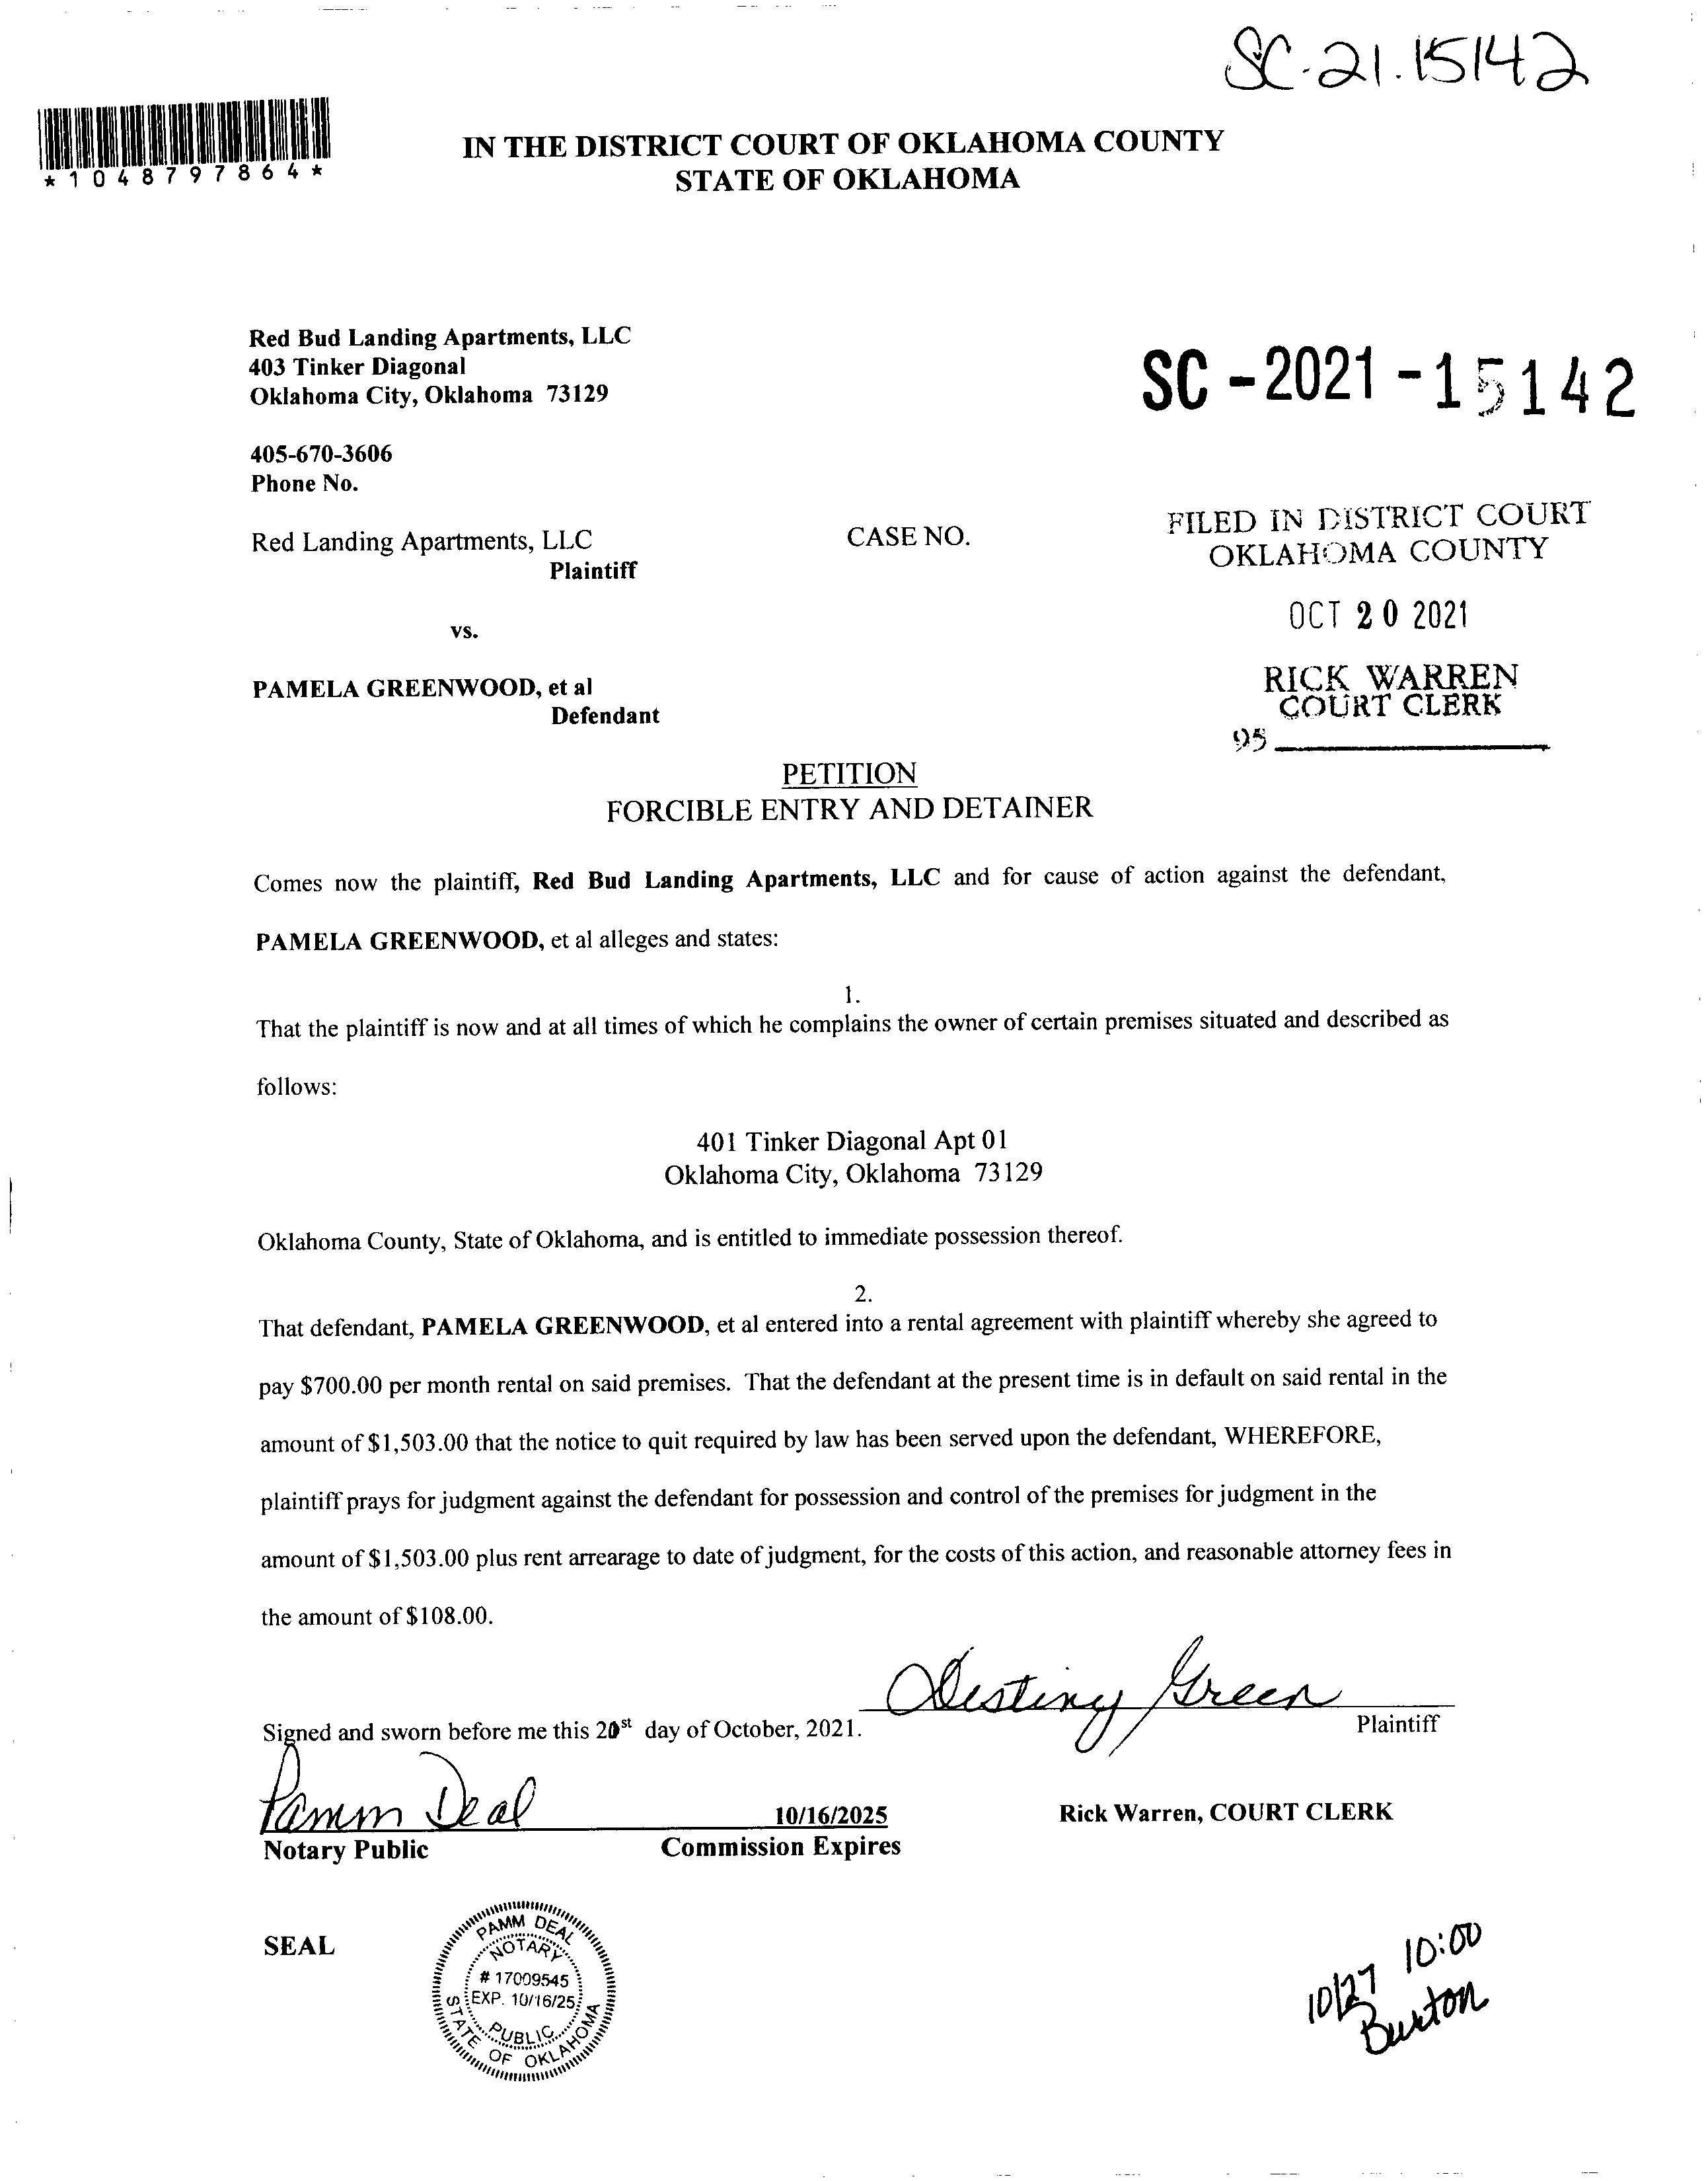 SC-21.15142
*1048797864*
IN THE DISTRICT COURT OF OKLAHOMA COUNTY
STATE OF OKLAHOMA
Red Bud Landing Apartments, LLC
403 Tinker Diagonal
Oklahoma City, Oklahoma 73129
SC-2021-15142
405-670-3606
Phone No.
Red Landing Apartments, LLC
Plaintiff
CASE NO.
FILED IN DISTRICT COURT
OKLAHOMA COUNTY
OCT 20 2021
vs.
RICK WARREN
COURT CLERK
95
PAMELA GREENWOOD, et al
Defendant
PETITION
FORCIBLE ENTRY AND DETAINER
Comes now the plaintiff, Red Bud Landing Apartments, LLC and for cause of action against the defendant,
PAMELA GREENWOOD, et al alleges and states:
1.
That the plaintiff is now and at all times of which he complains the owner of certain premises situated and described as
follows:
401 Tinker Diagonal Apt 01
Oklahoma City, Oklahoma 73129
Oklahoma County, State of Oklahoma, and is entitled to immediate possession thereof.
2.
That defendant, PAMELA GREENWOOD, et al entered into a rental agreement with plaintiff whereby she agreed to
pay $700.00 per month rental on said premises. That the defendant at the present time is in default on said rental in the
amount of $1,503.00 that the notice to quit required by law has been served upon the defendant, WHEREFORE,
plaintiff prays for judgment against the defendant for possession and control of the premises for judgment in the
amount of $1,503.00 plus rent arrearage to date of judgment, for the costs of this action, and reasonable attorney fees in
the amount of $108.00.
Destiny Green
Signed and sworn before me this 20st day of October, 2021.
Plaintiff
Pamm Deal
10/16/2025
Rick Warren, COURT CLERK
Notary Public
Commission Expires
SEAL
PAMM DEAL
NOTARY
# 17009545
EXP. 10/16/25
PUBLIC
STATE OF OKLAHOMA
10/27 10:00
Burton